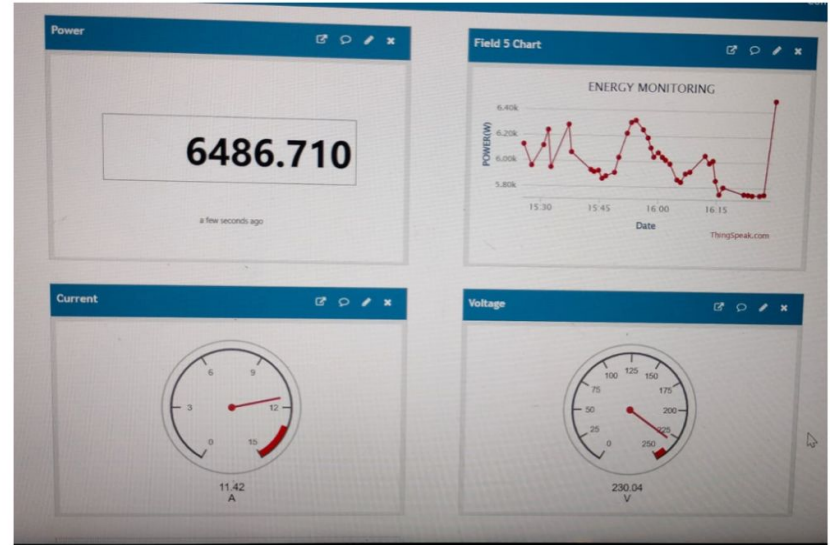 Power
6486.710
a few seconds ago
Field 5 Chart
ENERGY MONITORING
POWER(W)
6.40k
6.20k
6.00k
5.80k
15:30
15:45
16:00
16:15
Date
ThingSpeak.com
Current
0
3
6
9
12
15
11.42
A
Voltage
0
25
50
75
100
125
150
175
200
225
250
230.04
V